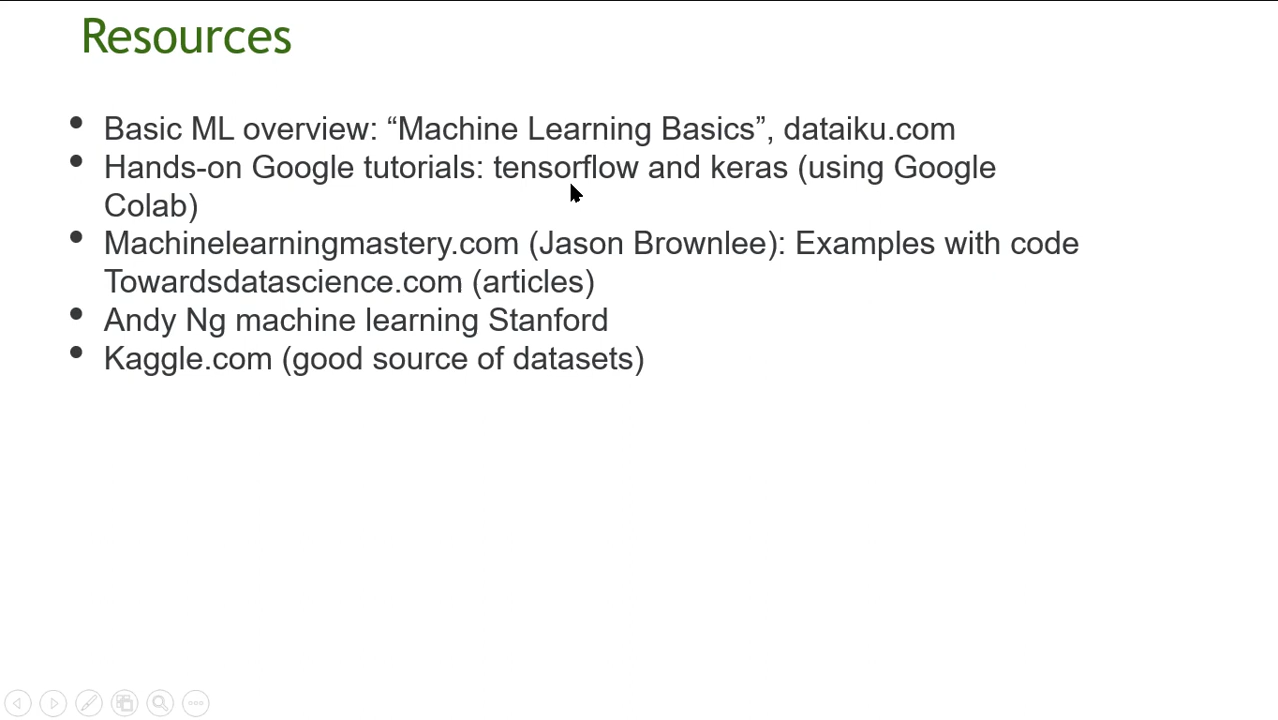 Resources
• Basic ML overview: “Machine Learning Basics”, dataiku.com
• Hands-on Google tutorials: tensorflow and keras (using Google
Colab)
• Machinelearningmastery.com (Jason Brownlee): Examples with code
Towardsdatascience.com (articles)
• Andy Ng machine learning Stanford
• Kaggle.com (good source of datasets)